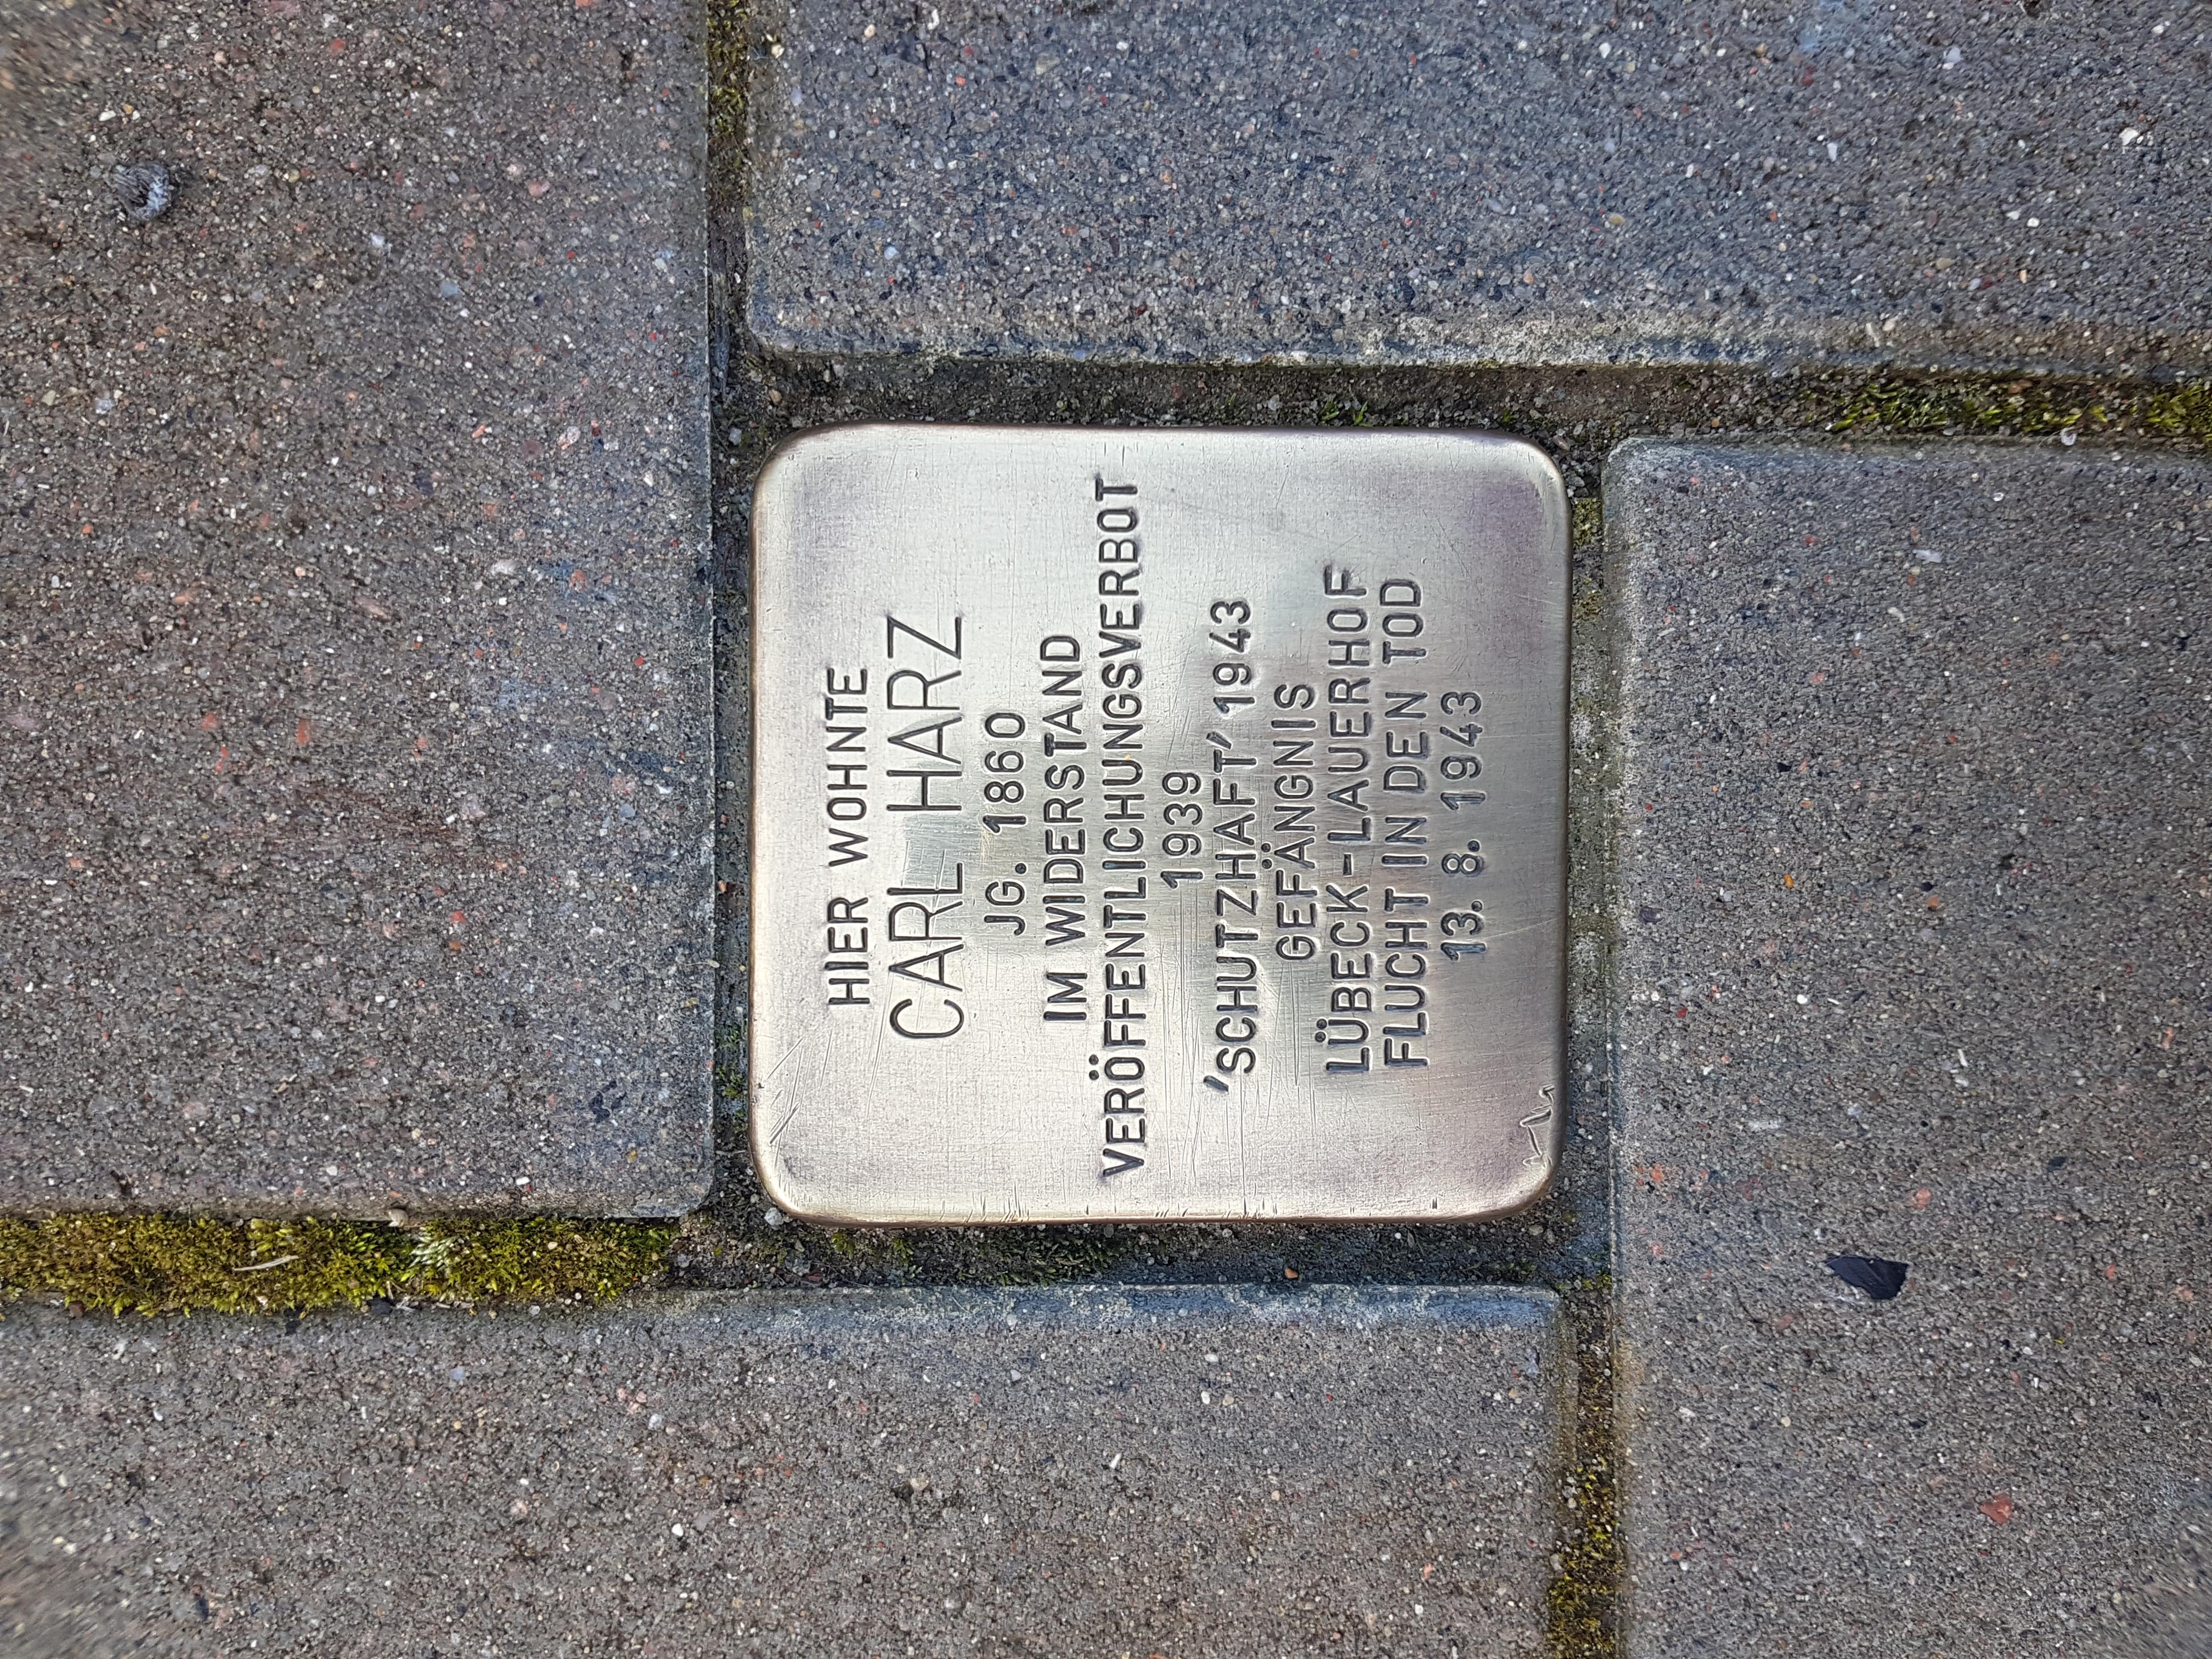 HIER WOHNTE
CARL HARZ
JG. 1860
IM WIDERSTAND
VERÖFFENTLICHUNGSVERBOT
1939
'SCHUTZHAFT' 1943
GEFÄNGNIS
LÜBECK-LAUERHOF
FLUCHT IN DEN TOD
13. 8. 1943